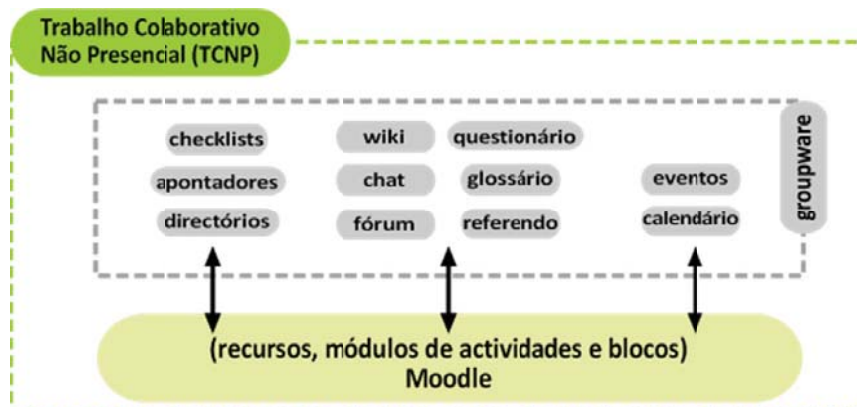 Trabalho Colaborativo
Não Presencial (TCNP)
checklists
apontadores
directórios
wiki
chat
fórum
questionário
glossário
referendo
eventos
calendário
groupware
(recursos, módulos de actividades e blocos)
Moodle